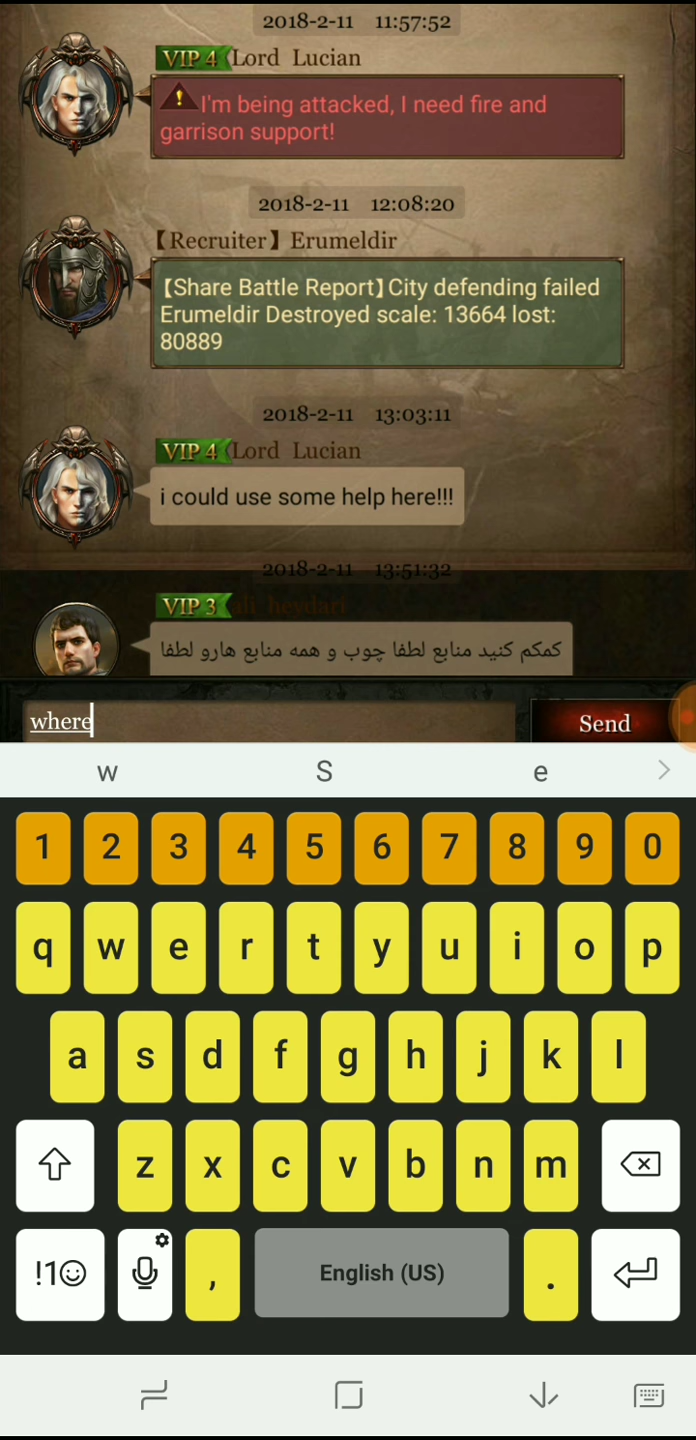 2018-2-11 11:57:52
VIP 4 Lord Lucian
I'm being attacked, I need fire and
garrison support!
2018-2-11 12:08:20
【Recruiter】Erumeldir
【Share Battle Report】City defending failed
Erumeldir Destroyed scale: 13664 lost:
80889
2018-2-11 13:03:11
VIP 4 Lord Lucian
i could use some help here!!!
2018-2-11 13:51:32
VIP 3 ali heydari
کمکم کنید منابع لطفا چوب و همه منابع هارو لطفا
where
Send
w S e
1 2 3 4 5 6 7 8 9 0
q w e r t y u i o p
a s d f g h j k l
z x c v b n m
!1☺ , English (US) .